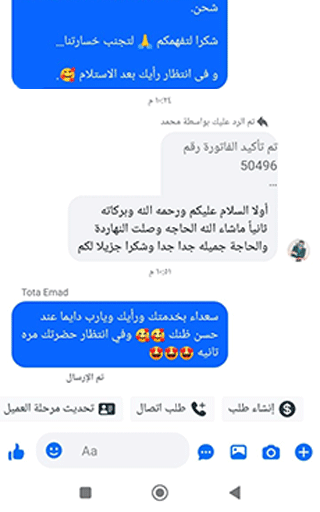 شحن.
شكرا لتفهمكم 🙏 لتجنب خسارتنا...
و فى انتظار رأيك بعد الاستلام 🥰.
١٠:٢٤ م
تم الرد عليك بواسطة محمد
تم تأكيد الفاتورة رقم
50496
...
أولا السلام عليكم ورحمه الله وبركاته
ثانياً ماشاء الله الحاجه وصلت النهاردة
والحاجة جميله جدا جدا وشكرا جزيلا لكم
١٠:٥٦ م
Tota Emad
سعداء بخدمتك ورأيك ويارب دايما عند
حسن ظنك 🥰🥰 وفي انتظار حضرتك مره
تانيه 🤩🤩🤩
تم الإرسال
إنشاء طلب
طلب اتصال
تحديث مرحلة العميل
Aa